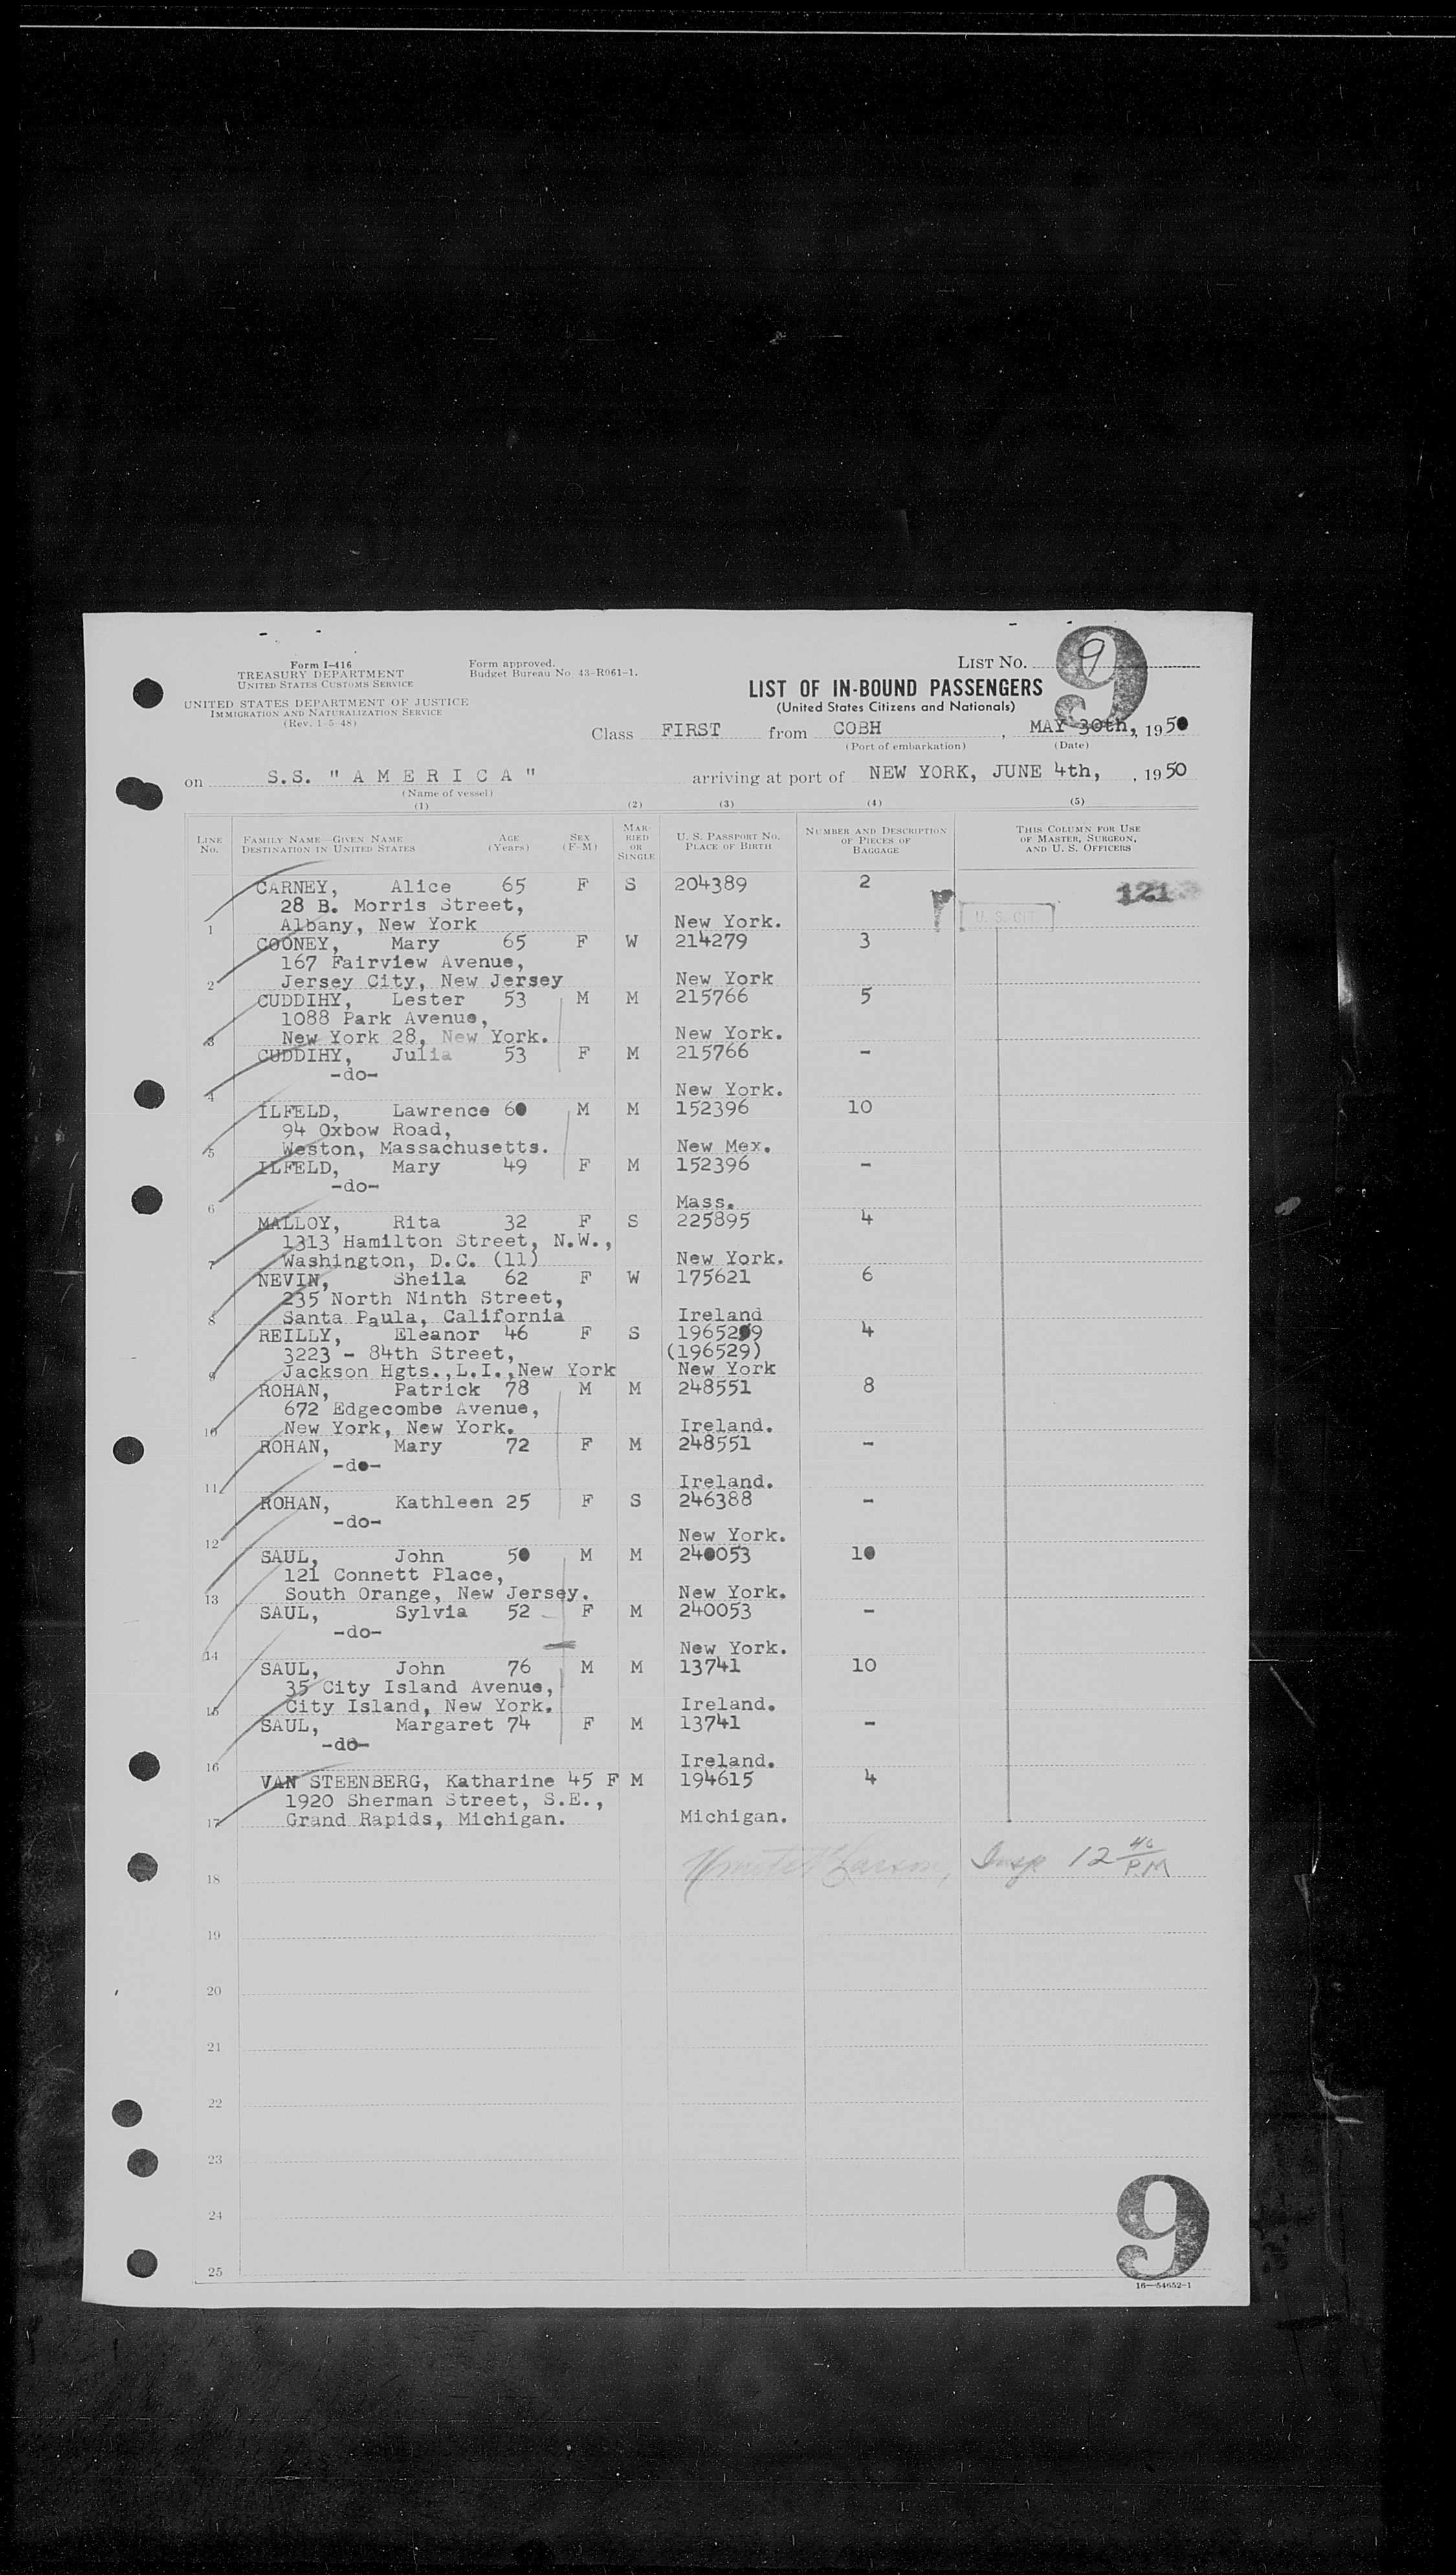 Form I-416
TREASURY DEPARTMENT
UNITED STATES CUSTOMS SERVICE
UNITED STATES DEPARTMENT OF JUSTICE
IMMIGRATION AND NATURALIZATION SERVICE
(Rev. 1-5-48)
Form approved.
Budget Bureau No. 43-R061-1.
LIST No. 9
9
LIST OF IN-BOUND PASSENGERS
(United States Citizens and Nationals)
Class FIRST from COBH, MAY 30th, 1950
(Port of embarkation) (Date)
on S.S. "AMERICA" arriving at port of NEW YORK, JUNE 4th, , 1950
(Name of vessel)
(1) (2) (3) (4) (5)
LINE No. FAMILY NAME—GIVEN NAME DESTINATION IN UNITED STATES AGE (Years) SEX (F-M) MARRIED OR SINGLE U. S. PASSPORT No. PLACE OF BIRTH NUMBER AND DESCRIPTION OF PIECES OF BAGGAGE THIS COLUMN FOR USE OF MASTER, SURGEON, AND U. S. OFFICERS
CARNEY, Alice 65 F S 204389 2 121
28 B. Morris Street, U. S. CIT
1 Albany, New York New York.
COONEY, Mary 65 F W 214279 3
167 Fairview Avenue,
2 Jersey City, New Jersey New York
CUDDIHY, Lester 53 M M 215766 5
1088 Park Avenue,
3 New York 28, New York. New York.
CUDDIHY, Julia 53 F M 215766 -
-do-
4 New York.
ILFELD, Lawrence 60 M M 152396 10
94 Oxbow Road,
5 Weston, Massachusetts. New Mex.
ILFELD, Mary 49 F M 152396 -
-do-
6 Mass.
MALLOY, Rita 32 F S 225895 4
1313 Hamilton Street, N.W.,
7 Washington, D.C. (11) New York.
NEVIN, Sheila 62 F W 175621 6
235 North Ninth Street,
8 Santa Paula, California Ireland
REILLY, Eleanor 46 F S 1965299 4
3223 - 84th Street, (196529)
9 Jackson Hgts.,L.I.,New York New York
ROHAN, Patrick 78 M M 248551 8
672 Edgecombe Avenue,
10 New York, New York. Ireland.
ROHAN, Mary 72 F M 248551 -
-do-
11 Ireland.
ROHAN, Kathleen 25 F S 246388 -
-do-
12 New York.
SAUL, John 50 M M 240053 10
121 Connett Place,
13 South Orange, New Jersey. New York.
SAUL, Sylvia 52 F M 240053 -
-do-
14 New York.
SAUL, John 76 M M 13741 10
35 City Island Avenue,
15 City Island, New York. Ireland.
SAUL, Margaret 74 F M 13741 -
-do-
16 Ireland.
VAN STEENBERG, Katharine 45 F M 194615 4
1920 Sherman Street, S.E.,
17 Grand Rapids, Michigan. Michigan.
18 Larson, Insp 12 40 P.M
19
20
21
22
23
24
25
9
16—54652-1